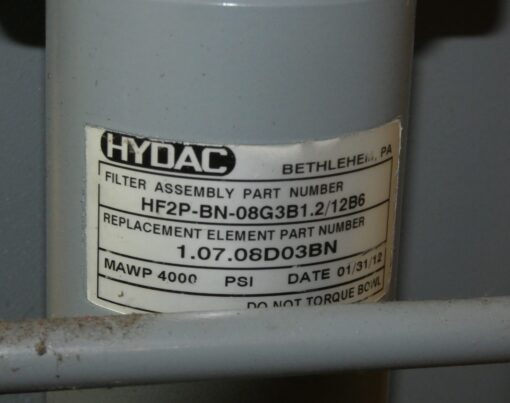 HYDAC
BETHLEHEM, PA
FILTER ASSEMBLY PART NUMBER
HF2P-BN-08G3B1.2/12B6
REPLACEMENT ELEMENT PART NUMBER
1.07.08D03BN
MAWP 4000 PSI DATE 01/31/12
DO NOT TORQUE BOWL